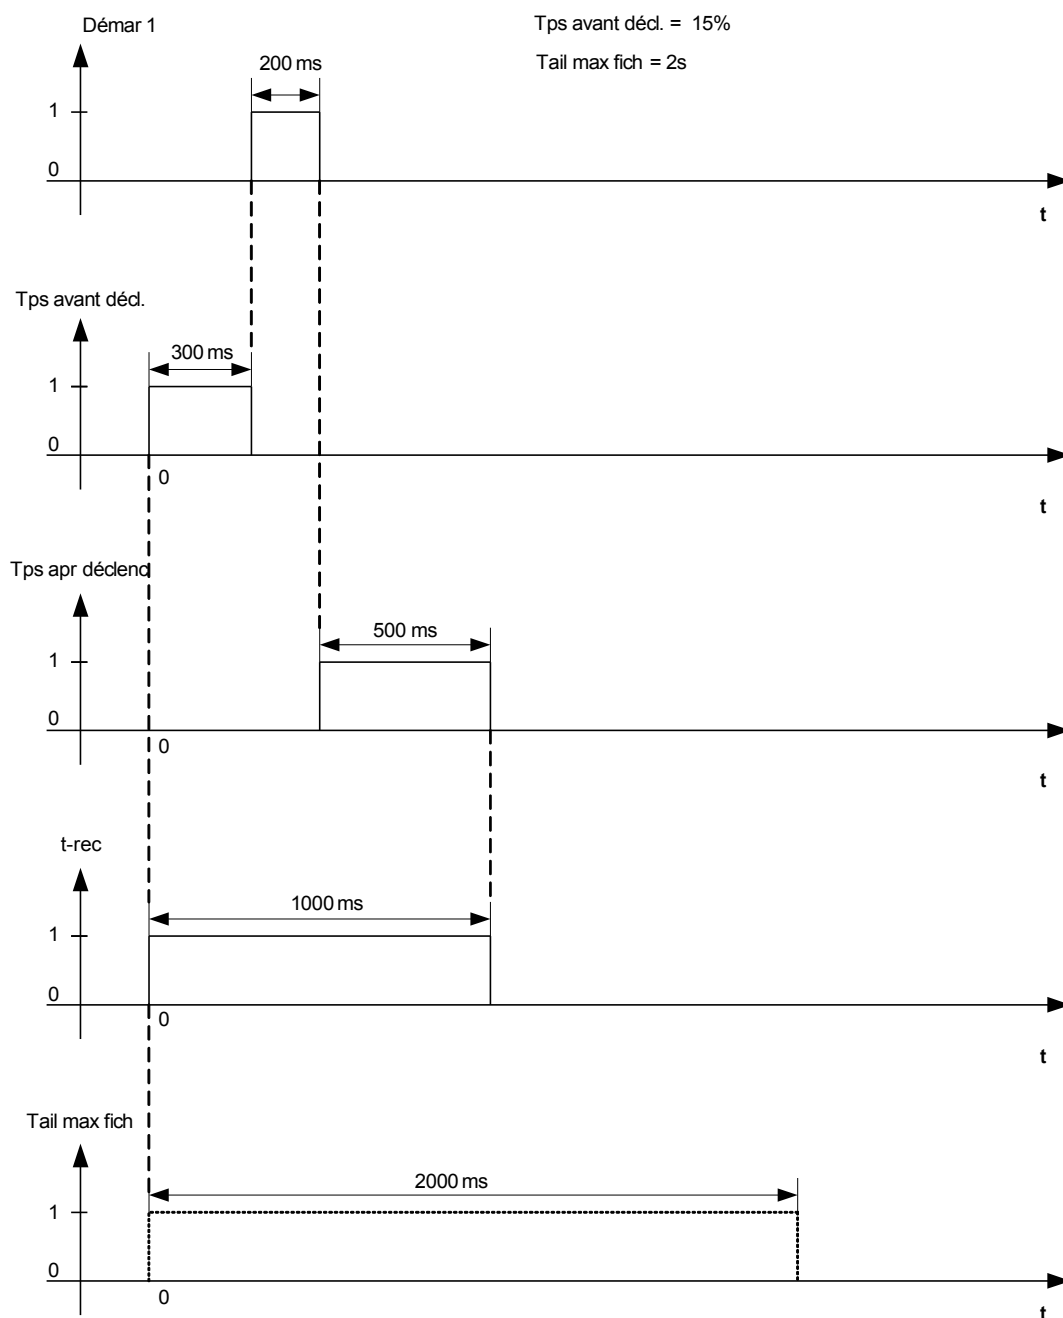 Démar 1
Tps avant décl. = 15%
Tail max fich = 2s
200 ms
1
0
t
Tps avant décl.
300 ms
1
0
0
t
Tps apr déclenc
500 ms
1
0
0
t
t-rec
1000 ms
1
0
0
t
Tail max fich
2000 ms
1
0
0
t